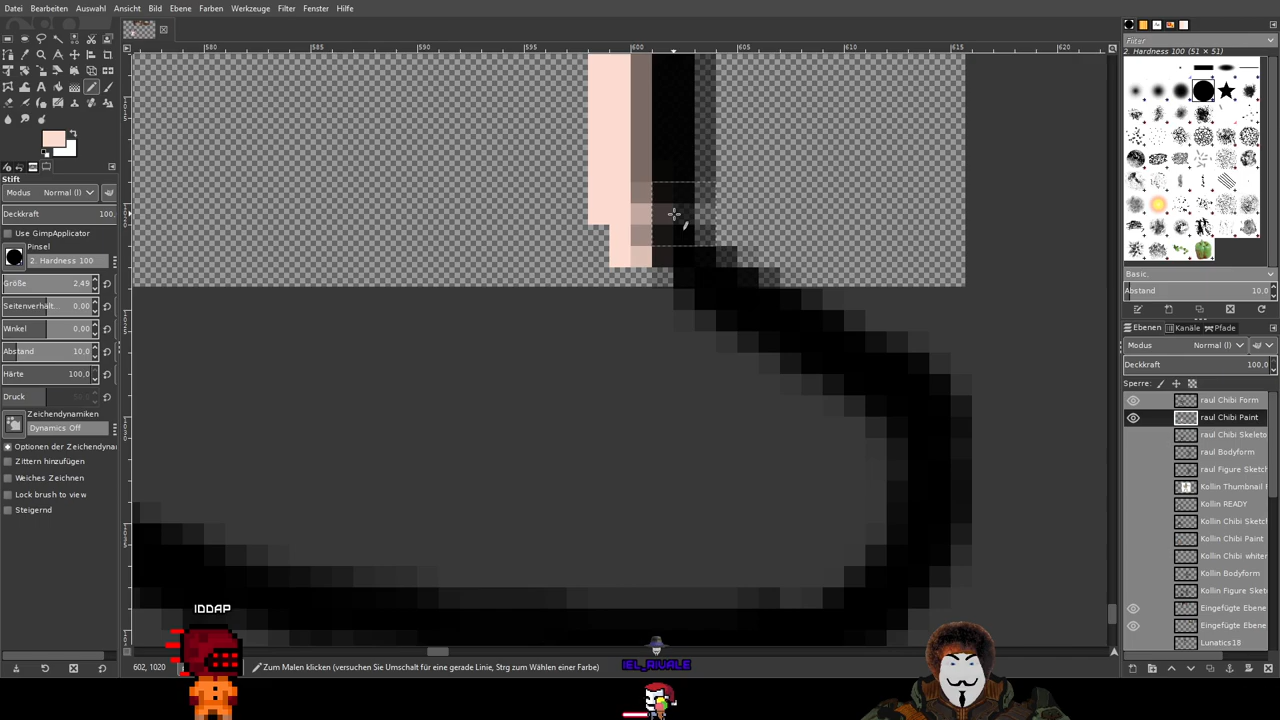 Datei Bearbeiten Auswahl Ansicht Bild Ebene Farben Werkzeuge Filter Fenster Hilfe
580 585 590 595 600 605 610 615 620
Stift
Modus Normal (l)
Deckkraft 100,
Use GimpApplicator
Pinsel
2. Hardness 100
Größe 2,49
Seitenverhält... 0,00
Winkel 0,00
Abstand 10,0
Härte 100,0
Druck 50,0
Zeichendynamiken
Dynamics Off
Optionen der Zeichendynai
Zittern hinzufügen
Weiches Zeichnen
Lock brush to view
Steigernd
Filter
2. Hardness 100 (51 × 51)
Basic,
Abstand 10,0
Ebenen Kanäle Pfade
Modus Normal (l)
Deckkraft 100,0
Sperre:
raul Chibi Form
raul Chibi Paint
raul Chibi Skeleto
raul Bodyform
raul Figure Sketch
Kollin Thumbnail F
Kollin READY
Kollin Chibi Sketch
Kollin Chibi Paint
Kollin Chibi whiter
Kollin Bodyform
Kollin Figure Sket
Eingefügte Ebene
Eingefügte Ebene
Lunatics18
602, 1020
Zum Malen klicken (versuchen Sie Umschalt für eine gerade Linie, Strg zum Wählen einer Farbe)
IDDAP
IEL_RIVALE